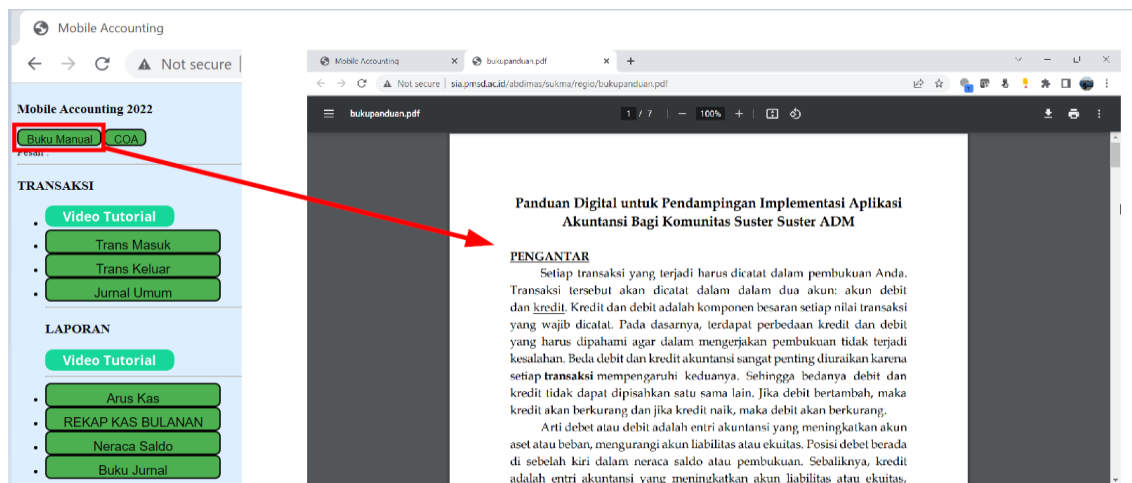 Mobile Accounting
Not secure
Mobile Accounting 2022
Buku Manual COA
Pesan :
TRANSAKSI
Video Tutorial
Trans Masuk
Trans Keluar
Jurnal Umum
LAPORAN
Video Tutorial
Arus Kas
REKAP KAS BULANAN
Neraca Saldo
Buku Jurnal
Mobile Accounting bukupanduan.pdf
Not secure sia.pmsd.ac.id/abdimas/sukma/regio/bukupanduan.pdf
bukupanduan.pdf 1 / 7 100%
Panduan Digital untuk Pendampingan Implementasi Aplikasi
Akuntansi Bagi Komunitas Suster Suster ADM
PENGANTAR
Setiap transaksi yang terjadi harus dicatat dalam pembukuan Anda.
Transaksi tersebut akan dicatat dalam dalam dua akun: akun debit
dan kredit. Kredit dan debit adalah komponen besaran setiap nilai transaksi
yang wajib dicatat. Pada dasarnya, terdapat perbedaan kredit dan debit
yang harus dipahami agar dalam mengerjakan pembukuan tidak terjadi
kesalahan. Beda debit dan kredit akuntansi sangat penting diuraikan karena
setiap transaksi mempengaruhi keduanya. Sehingga bedanya debit dan
kredit tidak dapat dipisahkan satu sama lain. Jika debit bertambah, maka
kredit akan berkurang dan jika kredit naik, maka debit akan berkurang.
Arti debet atau debit adalah entri akuntansi yang meningkatkan akun
aset atau beban, mengurangi akun liabilitas atau ekuitas. Posisi debet berada
di sebelah kiri dalam neraca saldo atau pembukuan. Sebaliknya, kredit
adalah entri akuntansi yang meningkatkan akun liabilitas atau ekuitas,